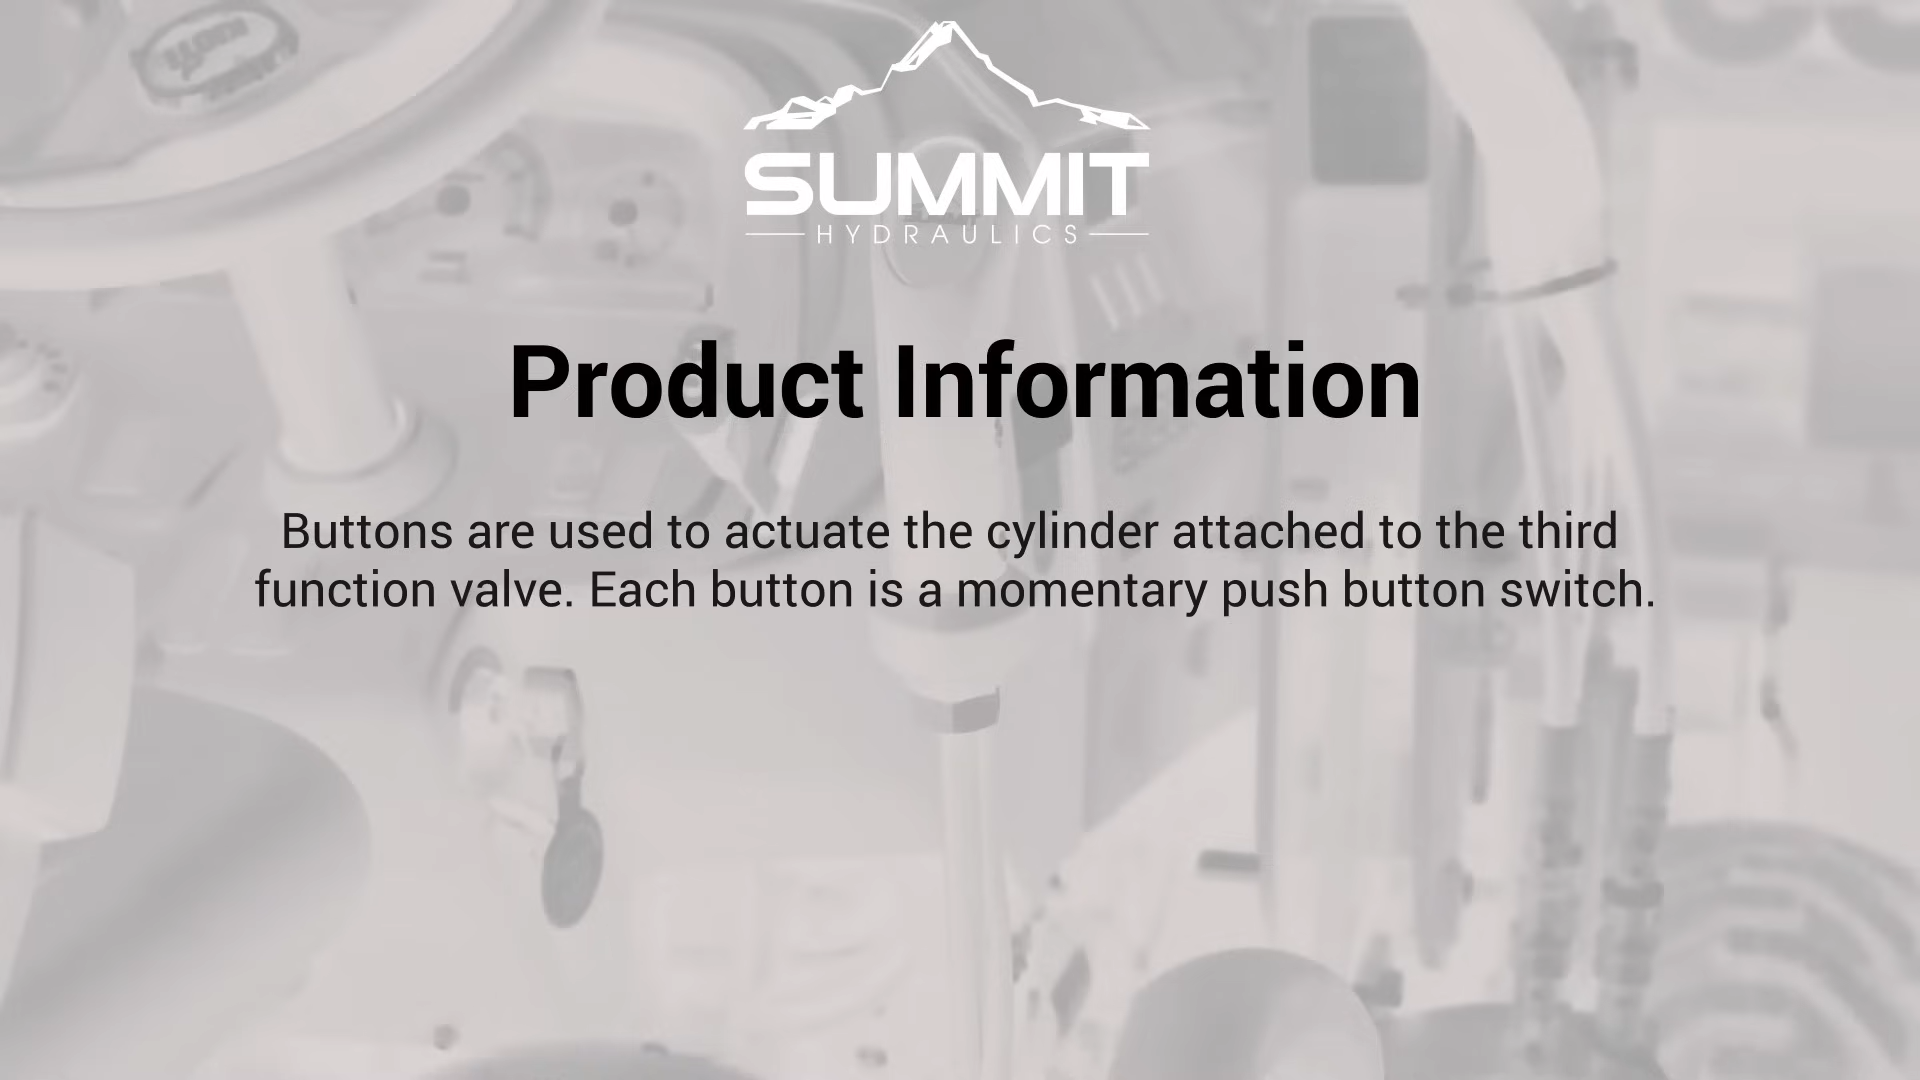 SUMMIT
HYDRAULICS
Product Information
Buttons are used to actuate the cylinder attached to the third
function valve. Each button is a momentary push button switch.